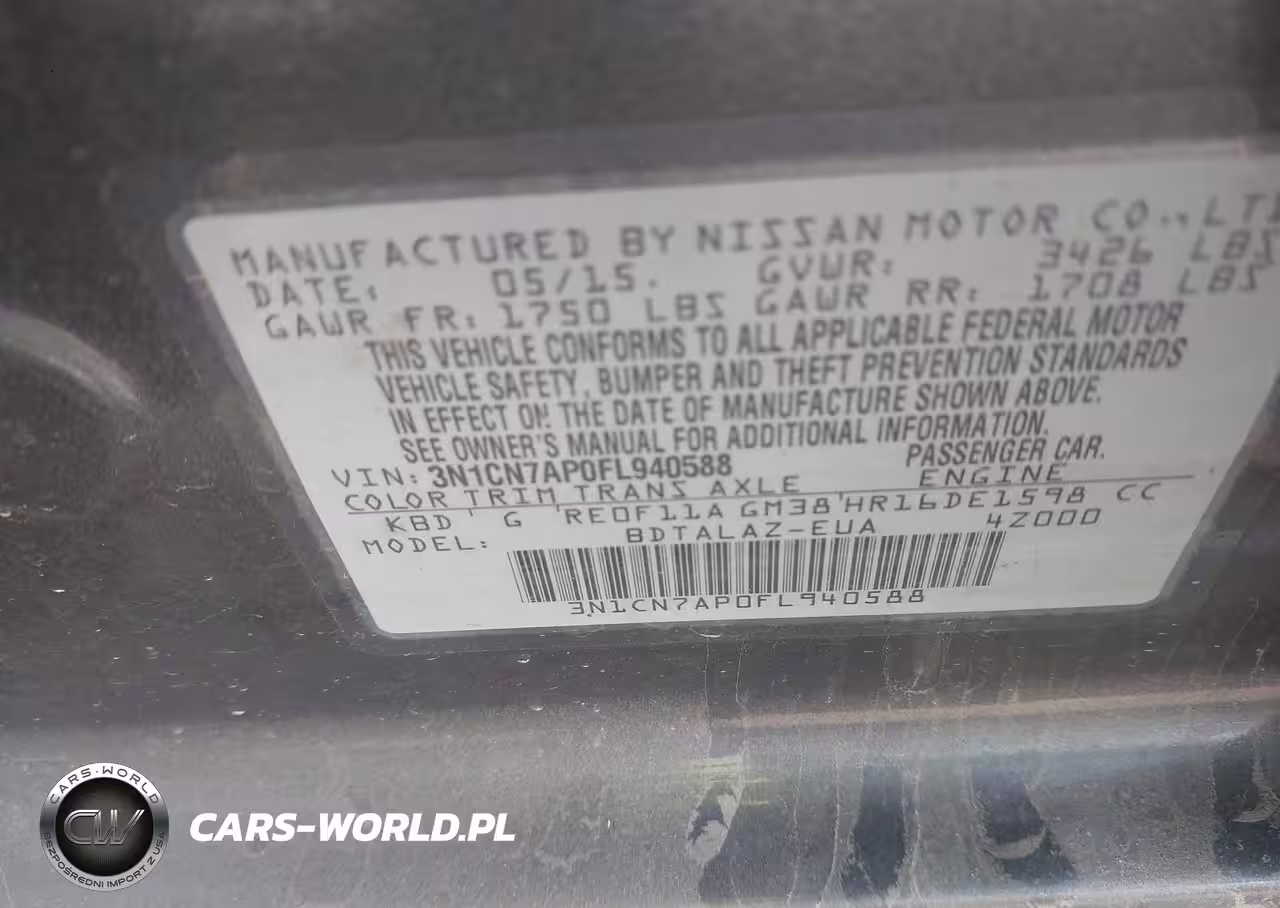 MANUFACTURED BY NISSAN MOTOR CO., LTD
DATE: 05/15. GVWR: 3426 LBS
GAWR FR: 1750 LBS GAWR RR: 1708 LBS
THIS VEHICLE CONFORMS TO ALL APPLICABLE FEDERAL MOTOR
VEHICLE SAFETY, BUMPER AND THEFT PREVENTION STANDARDS
IN EFFECT ON THE DATE OF MANUFACTURE SHOWN ABOVE.
SEE OWNER'S MANUAL FOR ADDITIONAL INFORMATION.
VIN: 3N1CN7AP0FL940588 PASSENGER CAR.
COLOR TRIM TRANS AXLE ENGINE
KBD G RE0F11A GM38 HR16DE1598 CC
MODEL: BDTALAZ-EUA 4Z000
3N1CN7AP0FL940588
CARS-WORLD
CW
BEZPOŚREDNI IMPORT Z USA
CARS-WORLD.PL